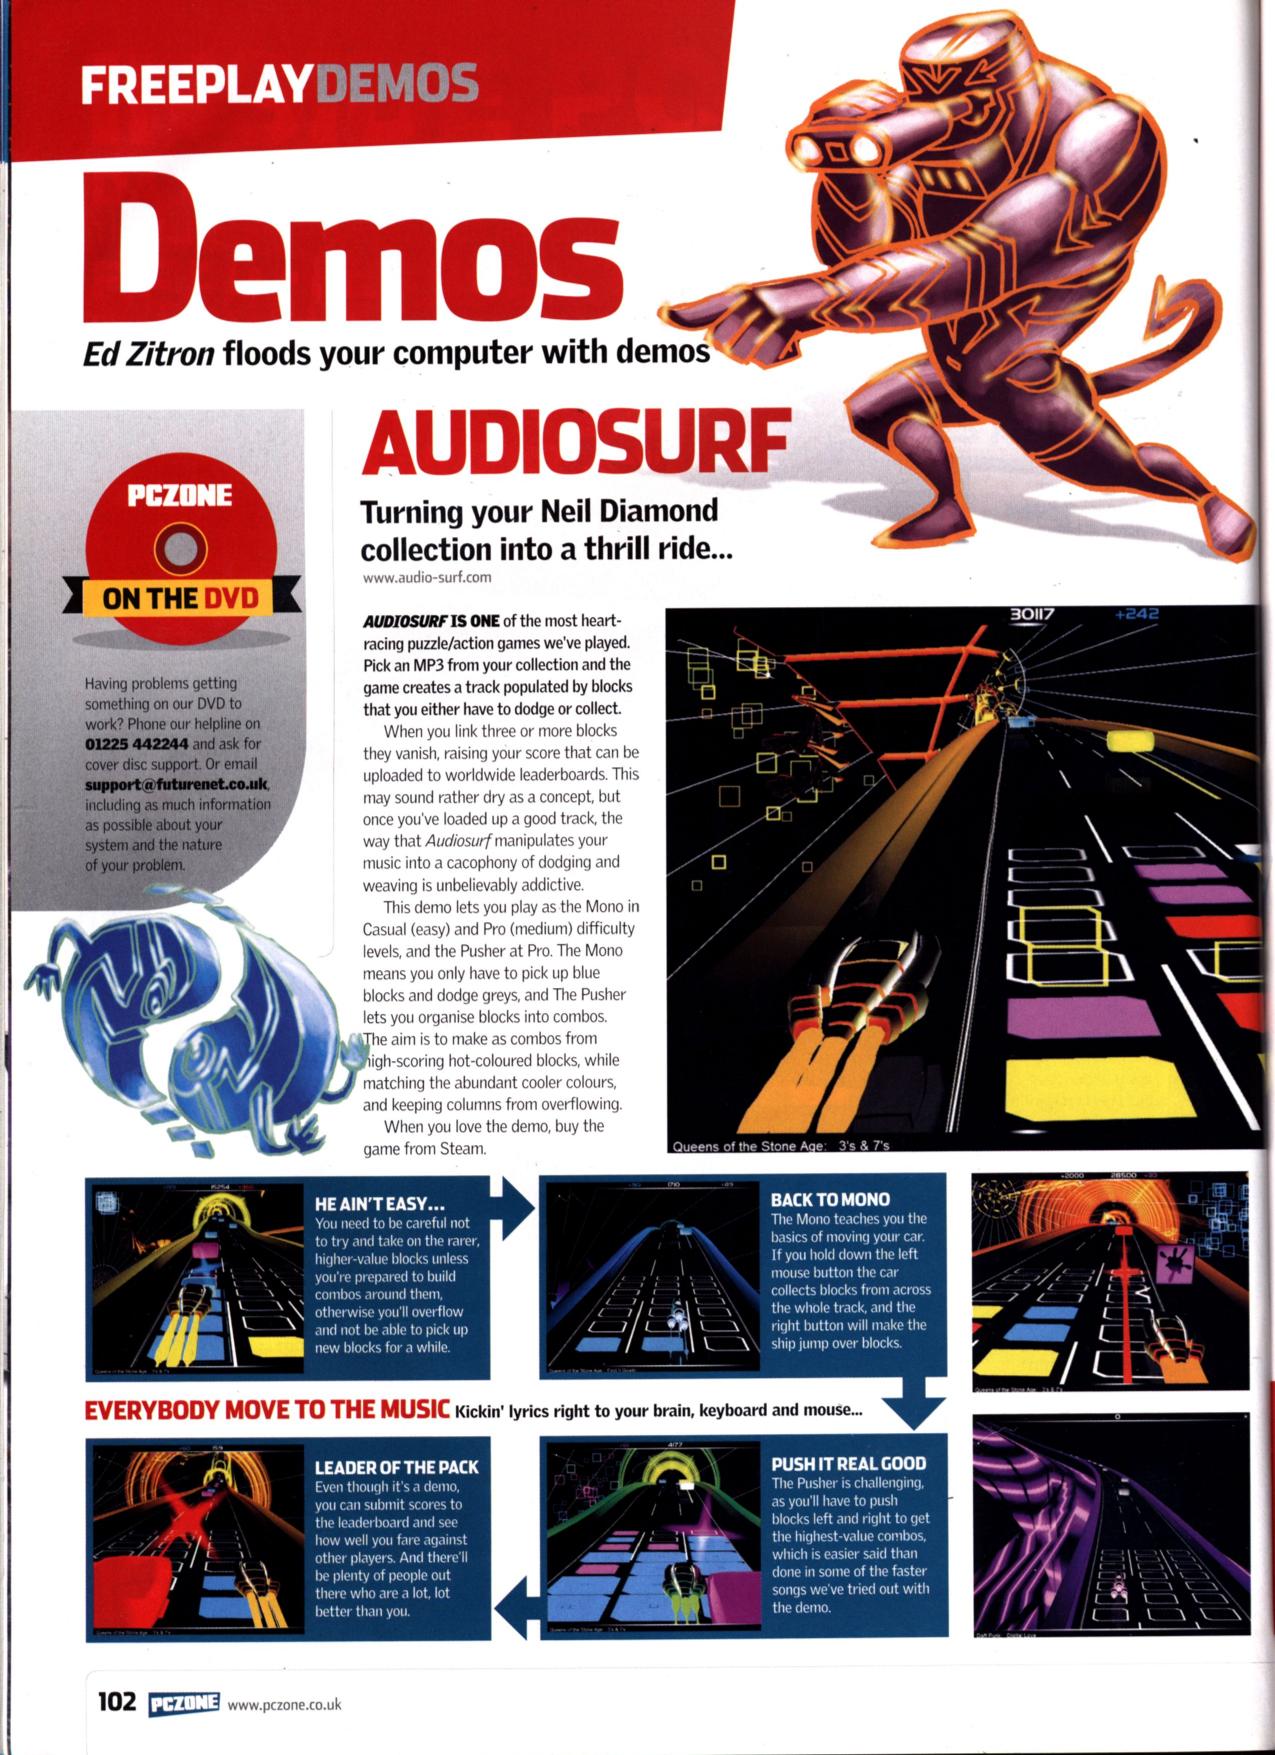 FREEPLAYDEMOS
Demos
Ed Zitron floods your computer with demos
PCZONE
ON THE DVD
Having problems getting
something on our DVD to
work? Phone our helpline on
01225 442244 and ask for
cover disc support. Or email
support@futurenet.co.uk,
including as much information
as possible about your
system and the nature
of your problem.
AUDIOSURF
Turning your Neil Diamond
collection into a thrill ride...
www.audio-surf.com
AUDIOSURF IS ONE of the most heart-
racing puzzle/action games we've played.
Pick an MP3 from your collection and the
game creates a track populated by blocks
that you either have to dodge or collect.
When you link three or more blocks
they vanish, raising your score that can be
uploaded to worldwide leaderboards. This
may sound rather dry as a concept, but
once you've loaded up a good track, the
way that Audiosurf manipulates your
music into a cacophony of dodging and
weaving is unbelievably addictive.
This demo lets you play as the Mono in
Casual (easy) and Pro (medium) difficulty
levels, and the Pusher at Pro. The Mono
means you only have to pick up blue
blocks and dodge greys, and The Pusher
lets you organise blocks into combos.
The aim is to make as combos from
high-scoring hot-coloured blocks, while
matching the abundant cooler colours,
and keeping columns from overflowing.
When you love the demo, buy the
game from Steam.
30117 +242
Queens of the Stone Age: 3's & 7's
HE AIN'T EASY...
You need to be careful not
to try and take on the rarer,
higher-value blocks unless
you're prepared to build
combos around them,
otherwise you'll overflow
and not be able to pick up
new blocks for a while.
BACK TO MONO
The Mono teaches you the
basics of moving your car.
If you hold down the left
mouse button the car
collects blocks from across
the whole track, and the
right button will make the
ship jump over blocks.
+2000 28500
Queens of the Stone Age: 3's & 7's
EVERYBODY MOVE TO THE MUSIC Kickin' lyrics right to your brain, keyboard and mouse...
LEADER OF THE PACK
Even though it's a demo,
you can submit scores to
the leaderboard and see
how well you fare against
other players. And there'll
be plenty of people out
there who are a lot, lot
better than you.
4177
PUSH IT REAL GOOD
The Pusher is challenging,
as you'll have to push
blocks left and right to get
the highest-value combos,
which is easier said than
done in some of the faster
songs we've tried out with
the demo.
0
Daft Punk: Digital Love
102 PCZONE www.pczone.co.uk